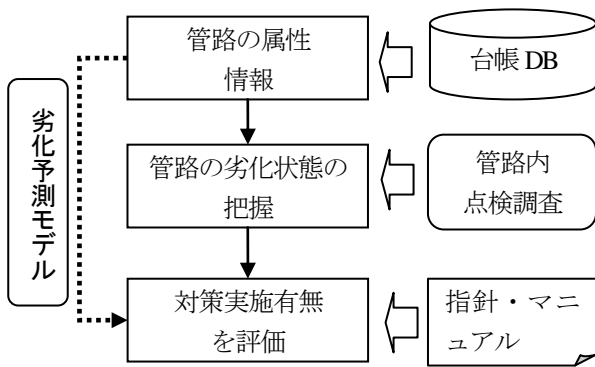 管路の属性
情報
台帳 DB
劣化予測モデル
管路の劣化状態の
把握
管路内
点検調査
対策実施有無
を評価
指針・マニ
ュアル